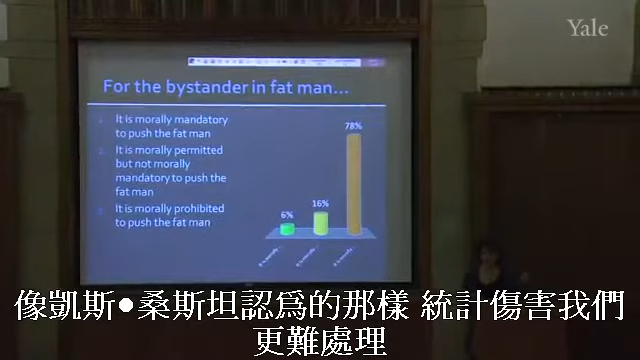 Yale
For the bystander in fat man...
1. It is morally mandatory
to push the fat man
2. It is morally permitted
but not morally
mandatory to push the
fat man
3. It is morally prohibited
to push the fat man
6%
16%
78%
像凱斯●桑斯坦認爲的那樣 統計傷害我們
更難處理